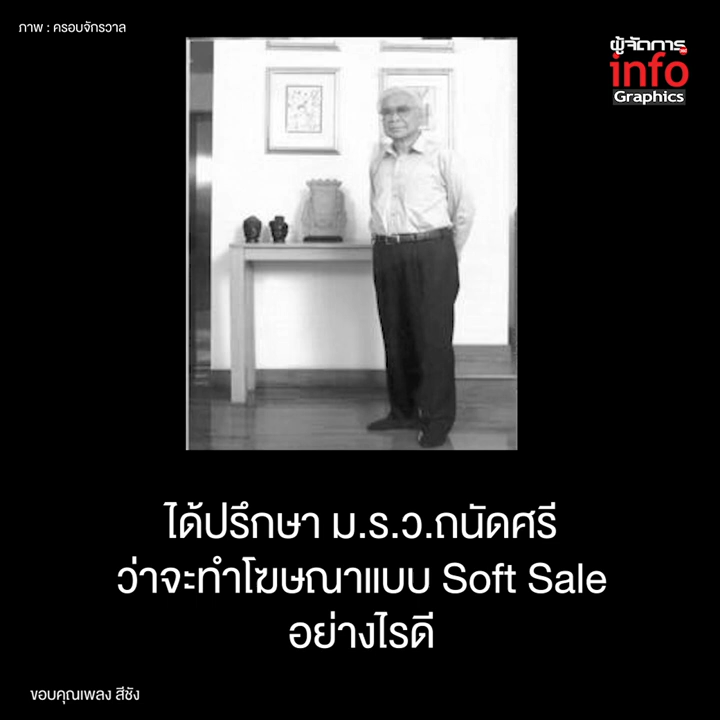 ภาพ : ครอบจักรวาล
ผู้จัดการ
info
Graphics
ได้ปรึกษา ม.ร.ว.ถนัดศรี
ว่าจะทำโฆษณาแบบ Soft Sale
อย่างไรดี
ขอบคุณเพลง สีชัง